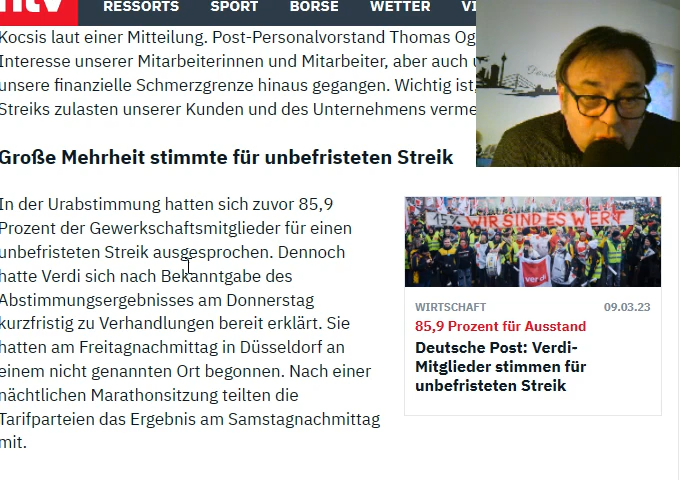 ntv RESSORTS SPORT BÖRSE WETTER
Kocsis laut einer Mitteilung. Post-Personalvorstand Thomas
Interesse unserer Mitarbeiterinnen und Mitarbeiter, aber auch
unsere finanzielle Schmerzgrenze hinaus gegangen. Wichtig ist,
Streiks zulasten unserer Kunden und des Unternehmens
Große Mehrheit stimmte für unbefristeten Streik
In der Urabstimmung hatten sich zuvor 85,9
Prozent der Gewerkschaftsmitglieder für einen
unbefristeten Streik ausgesprochen. Dennoch
hatte Verdi sich nach Bekanntgabe des
Abstimmungsergebnisses am Donnerstag
kurzfristig zu Verhandlungen bereit erklärt. Sie
hatten am Freitagnachmittag in Düsseldorf an
einem nicht genannten Ort begonnen. Nach einer
nächtlichen Marathonsitzung teilten die
Tarifparteien das Ergebnis am Samstagnachmittag
mit.
15% WIR SIND ES WERT
ver.di
WIRTSCHAFT 09.03.23
85,9 Prozent für Ausstand
Deutsche Post: Verdi-
Mitglieder stimmen für
unbefristeten Streik